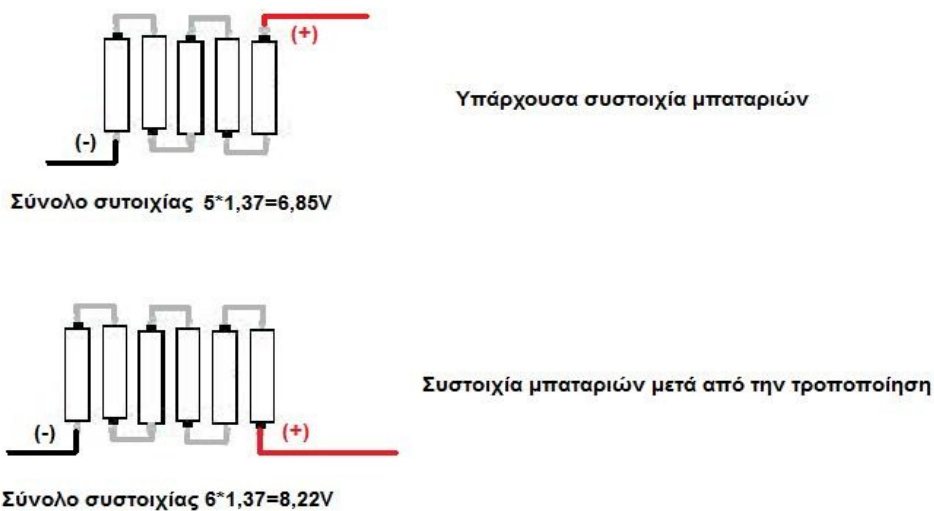 (+)
Υπάρχουσα συστοιχία μπαταριών
(-)
Σύνολο συτοιχίας 5*1,37=6,85V
Συστοιχία μπαταριών μετά από την τροποποίηση
(-)
(+)
Σύνολο συστοιχίας 6*1,37=8,22V